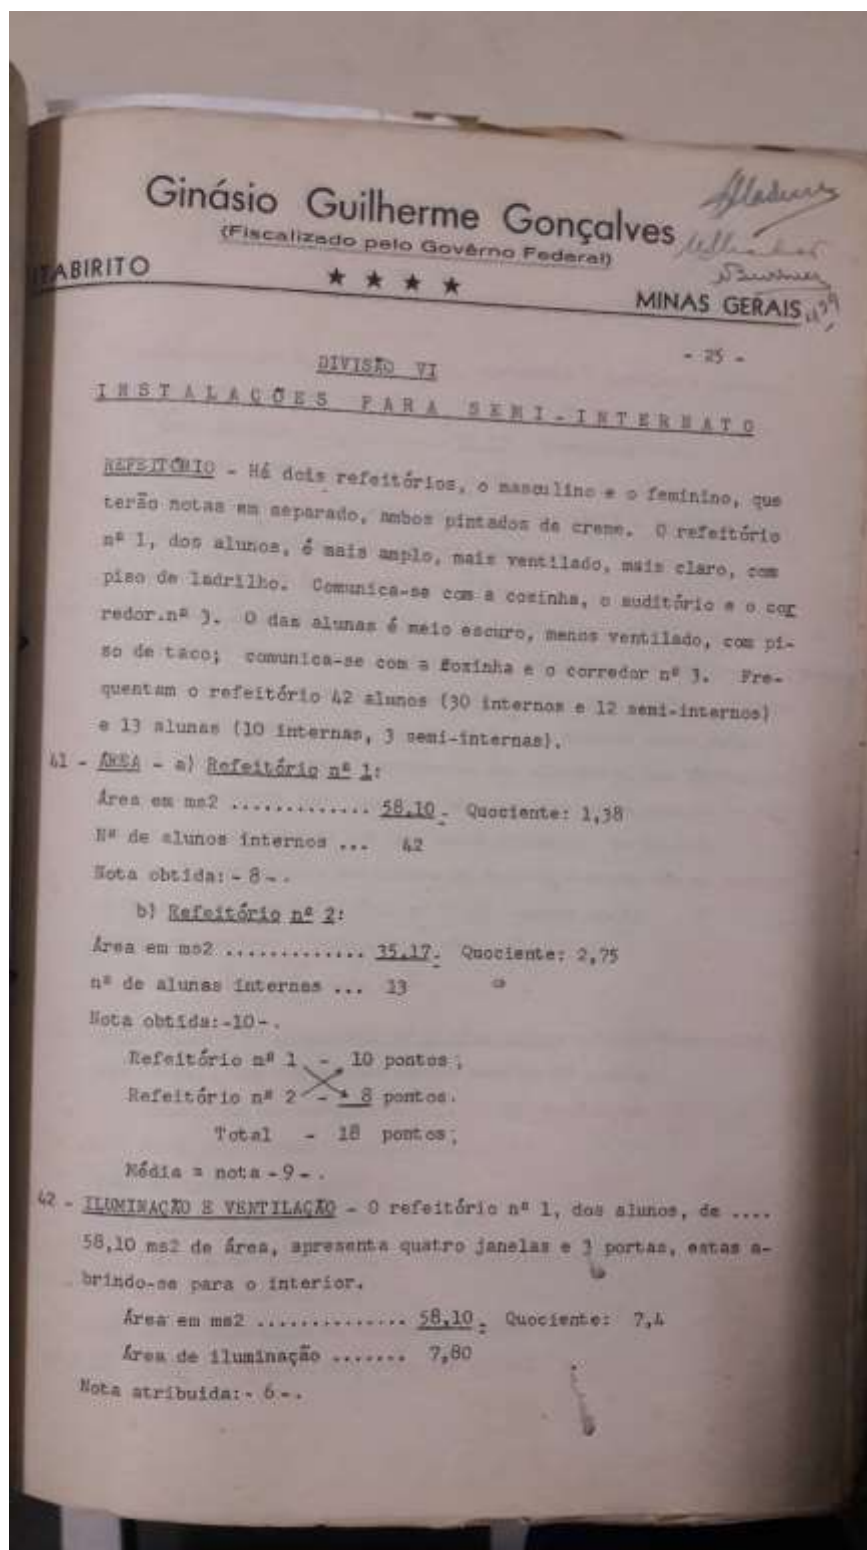 Ginásio Guilherme Gonçalves
(Fiscalizado pelo Govêrno Federal)
ITABIRITO
★ ★ ★ ★
MINAS GERAIS
- 25 -
DIVISÃO VI
INSTALAÇÕES PARA SEMI-INTERNATO
REFEITÓRIO - Há dois refeitórios, o masculino e o feminino, que
terão notas em separado, ambos pintados de creme. O refeitório
nº 1, dos alunos, é mais amplo, mais ventilado, mais claro, com
piso de ladrilho. Comunica-se com a cozinha, o auditório e o cor
redor.nº 3. O das alunas é meio escuro, menos ventilado, com pi-
so de taco; comunica-se com a cozinha e o corredor nº 3. Fre-
quentam o refeitório 42 alunos (30 internos e 12 semi-internos)
e 13 alunas (10 internas, 3 semi-internas).
41 - ÁREA - a) Refeitório nº 1:
Área em ms2 ............. 58,10. Quociente: 1,38
Nº de alunos internos ... 42
Nota obtida: - 8 - .
b) Refeitório nº 2:
Área em ms2 ............. 35,17. Quociente: 2,75
nº de alunas internas ... 13
Nota obtida: -10- .
Refeitório nº 1 - 10 pontos;
Refeitório nº 2 - 8 pontos.
Total - 18 pontos;
Média = nota - 9 - .
42 - ILUMINAÇÃO E VENTILAÇÃO - O refeitório nº 1, dos alunos, de ....
58,10 ms2 de área, apresenta quatro janelas e 3 portas, estas a-
brindo-se para o interior.
Área em ms2 .............. 58,10. Quociente: 7,4
Área de iluminação ....... 7,80
Nota atribuida: - 6 - .